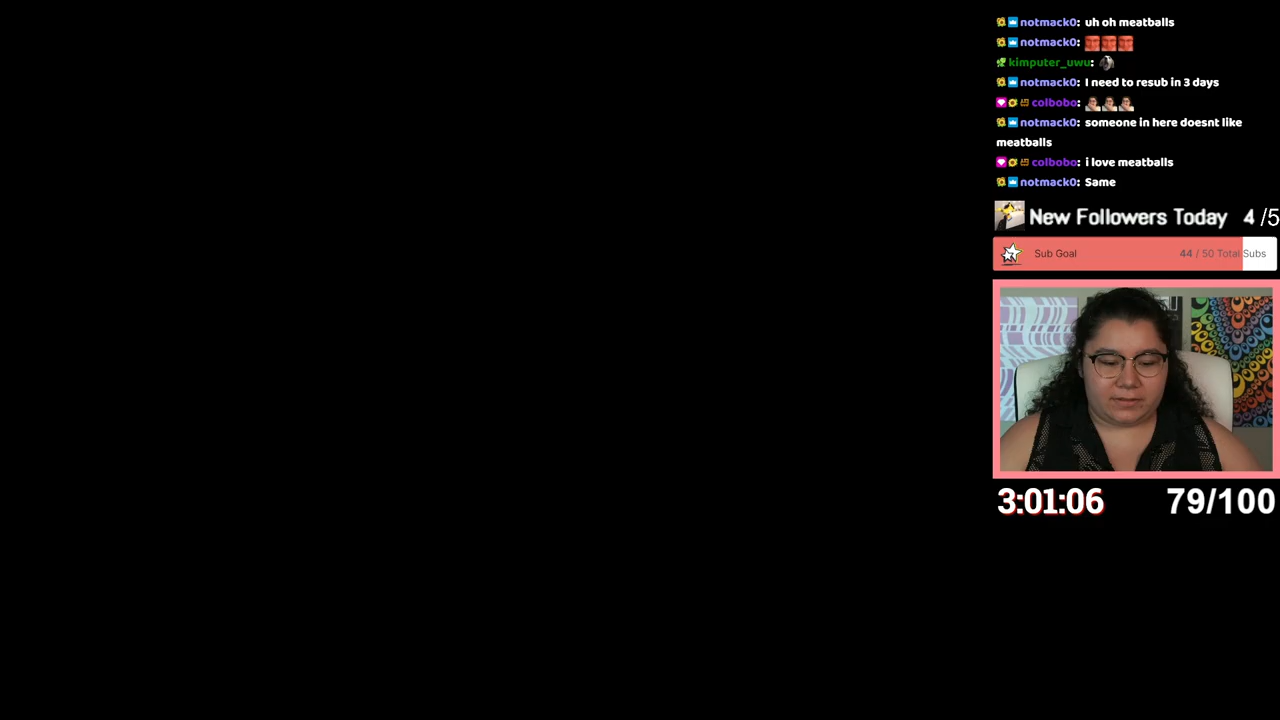 notmack0: uh oh meatballs
notmack0:
kimputer_uwu:
notmack0: I need to resub in 3 days
colbobo:
notmack0: someone in here doesnt like
meatballs
colbobo: i love meatballs
notmack0: Same
New Followers Today 4 /5
Sub Goal 44 / 50 Total Subs
3:01:06 79/100